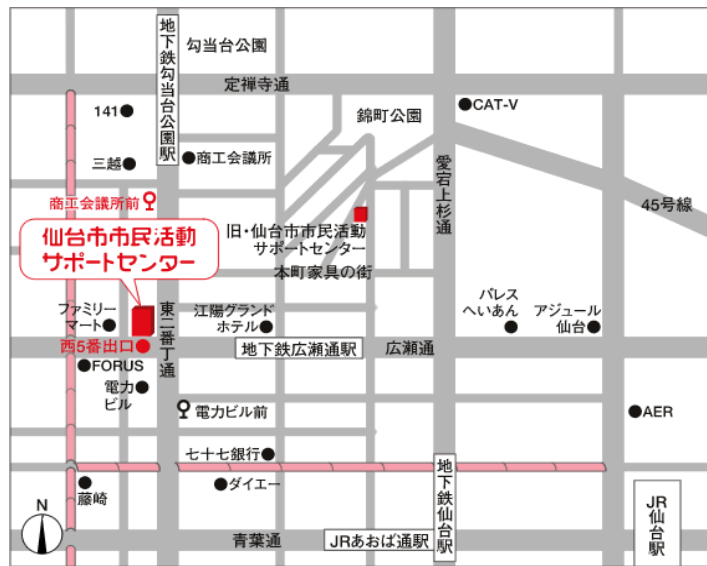 地下鉄勾当台公園駅
勾当台公園
定禅寺通
141
錦町公園
CAT-V
三越
商工会議所
愛宕上杉通
商工会議所前
45号線
仙台市市民活動
サポートセンター
旧・仙台市市民活動
サポートセンター
本町家具の街
ファミリー
マート
東二番丁通
江陽グランド
ホテル
パレス
へいあん
アジュール
仙台
西5番出口
地下鉄広瀬通駅
広瀬通
FORUS
電力
ビル
電力ビル前
AER
七十七銀行
地下鉄仙台駅
藤崎
ダイエー
JR
仙台駅
N
青葉通
JRあおば通駅